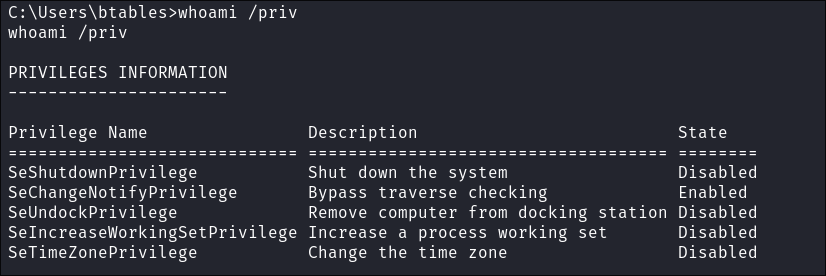 C:\Users\btables>whoami /priv
whoami /priv
PRIVILEGES INFORMATION
----------------------
Privilege Name                Description                          State
============================= ==================================== ========
SeShutdownPrivilege           Shut down the system                 Disabled
SeChangeNotifyPrivilege       Bypass traverse checking             Enabled
SeUndockPrivilege             Remove computer from docking station Disabled
SeIncreaseWorkingSetPrivilege Increase a process working set       Disabled
SeTimeZonePrivilege           Change the time zone                 Disabled